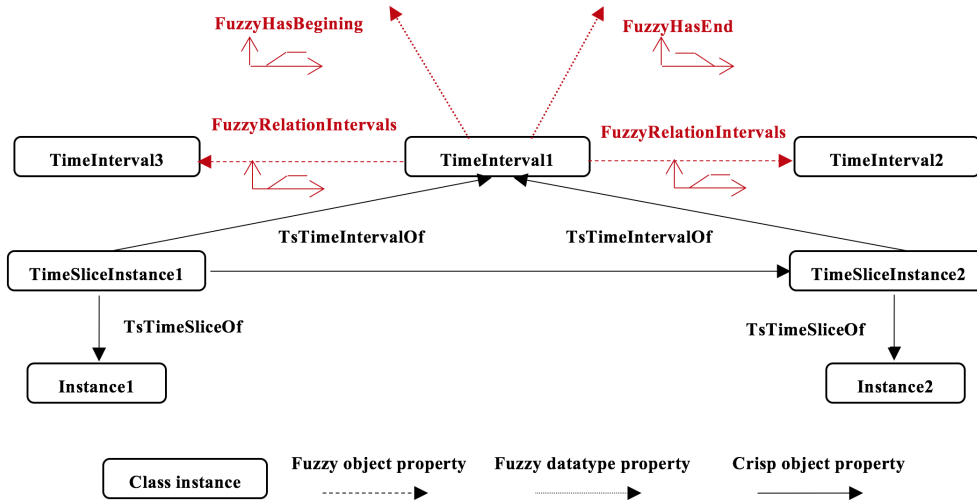 FuzzyHasBegining
FuzzyHasEnd
FuzzyRelationIntervals
FuzzyRelationIntervals
TimeInterval3
TimeInterval1
TimeInterval2
TsTimeIntervalOf
TsTimeIntervalOf
TimeSliceInstance1
TimeSliceInstance2
TsTimeSliceOf
TsTimeSliceOf
Instance1
Instance2
Class instance
Fuzzy object property
Fuzzy datatype property
Crisp object property